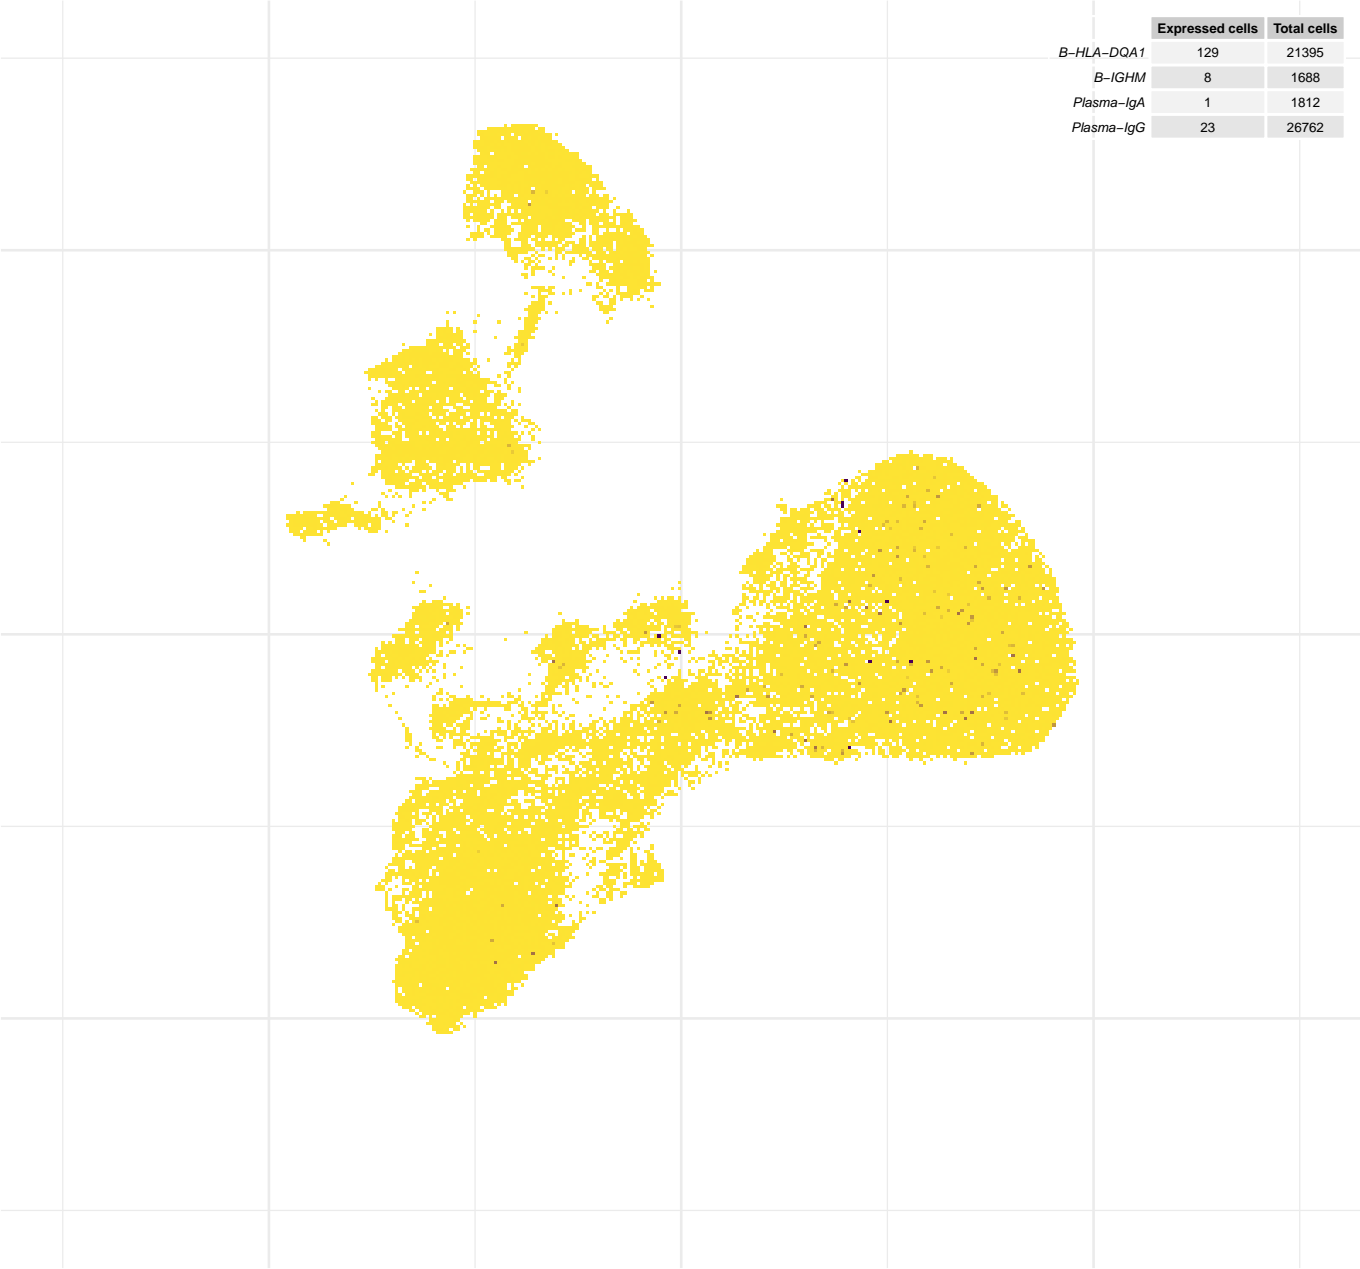 Expressed cells Total cells
B−HLA−DQA1 129 21395
B−IGHM 8 1688
Plasma−IgA 1 1812
Plasma−IgG 23 26762